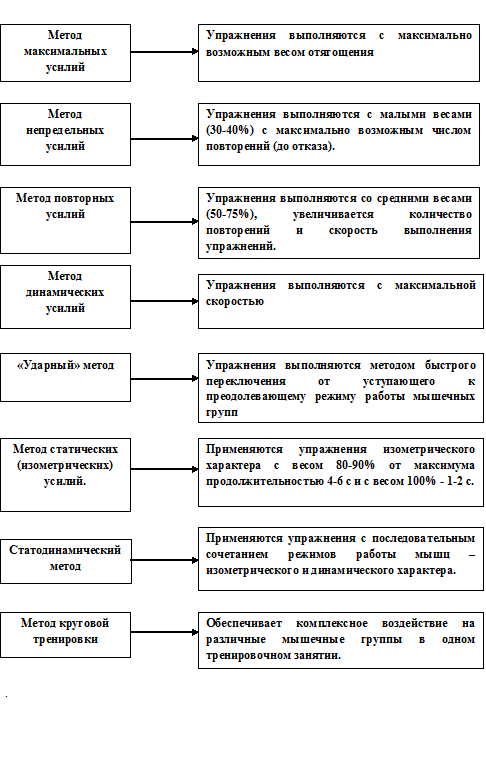 Метод
максимальных
усилий
Упражнения выполняются с максимально
возможным весом отягощения
Метод
непредельных
усилий
Упражнения выполняются с малыми весами
(30-40%) с максимально возможным числом
повторений (до отказа).
Метод повторных
усилий
Упражнения выполняются со средними весами
(50-75%), увеличивается количество
повторений и скорость выполнения
упражнений.
Метод
динамических
усилий
Упражнения выполняются с максимальной
скоростью
«Ударный» метод
Упражнения выполняются методом быстрого
переключения от уступающего к
преодолевающему режиму работы мышечных
групп
Метод статических
(изометрических)
усилий.
Применяются упражнения изометрического
характера с весом 80-90% от максимума
продолжительностью 4-6 с и с весом 100% - 1-2 с.
Статодинамический
метод
Применяются упражнения с последовательным
сочетанием режимов работы мышц –
изометрического и динамического характера.
Метод круговой
тренировки
Обеспечивает комплексное воздействие на
различные мышечные группы в одном
тренировочном занятии.
.